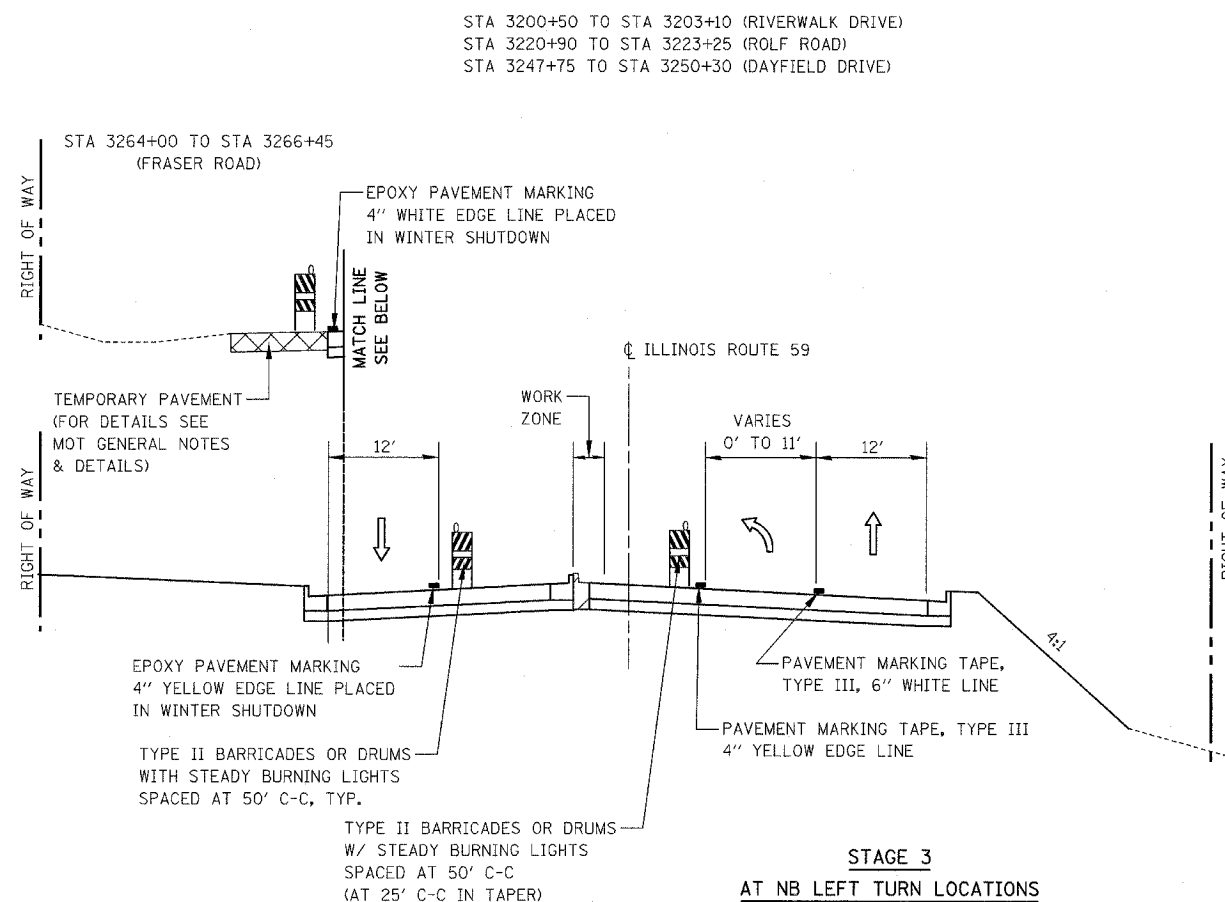 STA 3200+50 TO STA 3203+10 (RIVERWALK DRIVE)
STA 3220+90 TO STA 3223+25 (ROLF ROAD)
STA 3247+75 TO STA 3250+30 (DAYFIELD DRIVE)
STA 3264+00 TO STA 3266+45
(FRASER ROAD)
RIGHT OF WAY
EPOXY PAVEMENT MARKING
4" WHITE EDGE LINE PLACED
IN WINTER SHUTDOWN
MATCH LINE
SEE BELOW
TEMPORARY PAVEMENT
(FOR DETAILS SEE
MOT GENERAL NOTES
& DETAILS)
℄ ILLINOIS ROUTE 59
WORK
ZONE
VARIES
0' TO 11'
12'
12'
RIGHT OF WAY
RIGHT OF WAY
4:1
EPOXY PAVEMENT MARKING
4" YELLOW EDGE LINE PLACED
IN WINTER SHUTDOWN
PAVEMENT MARKING TAPE,
TYPE III, 6" WHITE LINE
PAVEMENT MARKING TAPE, TYPE III
4" YELLOW EDGE LINE
TYPE II BARRICADES OR DRUMS
WITH STEADY BURNING LIGHTS
SPACED AT 50' C-C, TYP.
TYPE II BARRICADES OR DRUMS
W/ STEADY BURNING LIGHTS
SPACED AT 50' C-C
(AT 25' C-C IN TAPER)
STAGE 3
AT NB LEFT TURN LOCATIONS